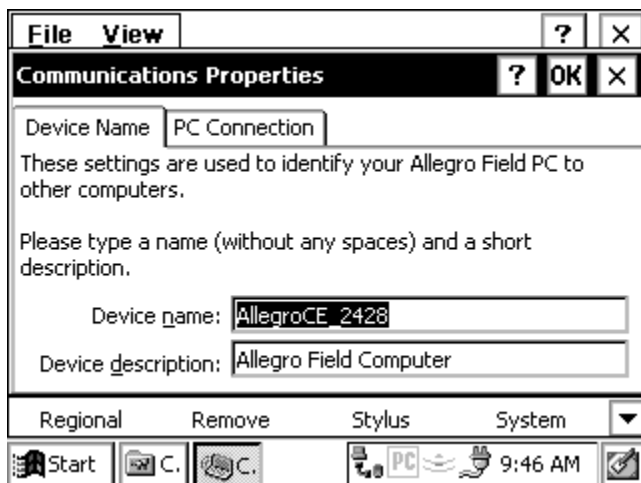 File View ? ×
Communications Properties ? OK ×
Device Name PC Connection
These settings are used to identify your Allegro Field PC to
other computers.
Please type a name (without any spaces) and a short
description.
Device name: AllegroCE_2428
Device description: Allegro Field Computer
Regional Remove Stylus System
Start C. C. PC 9:46 AM